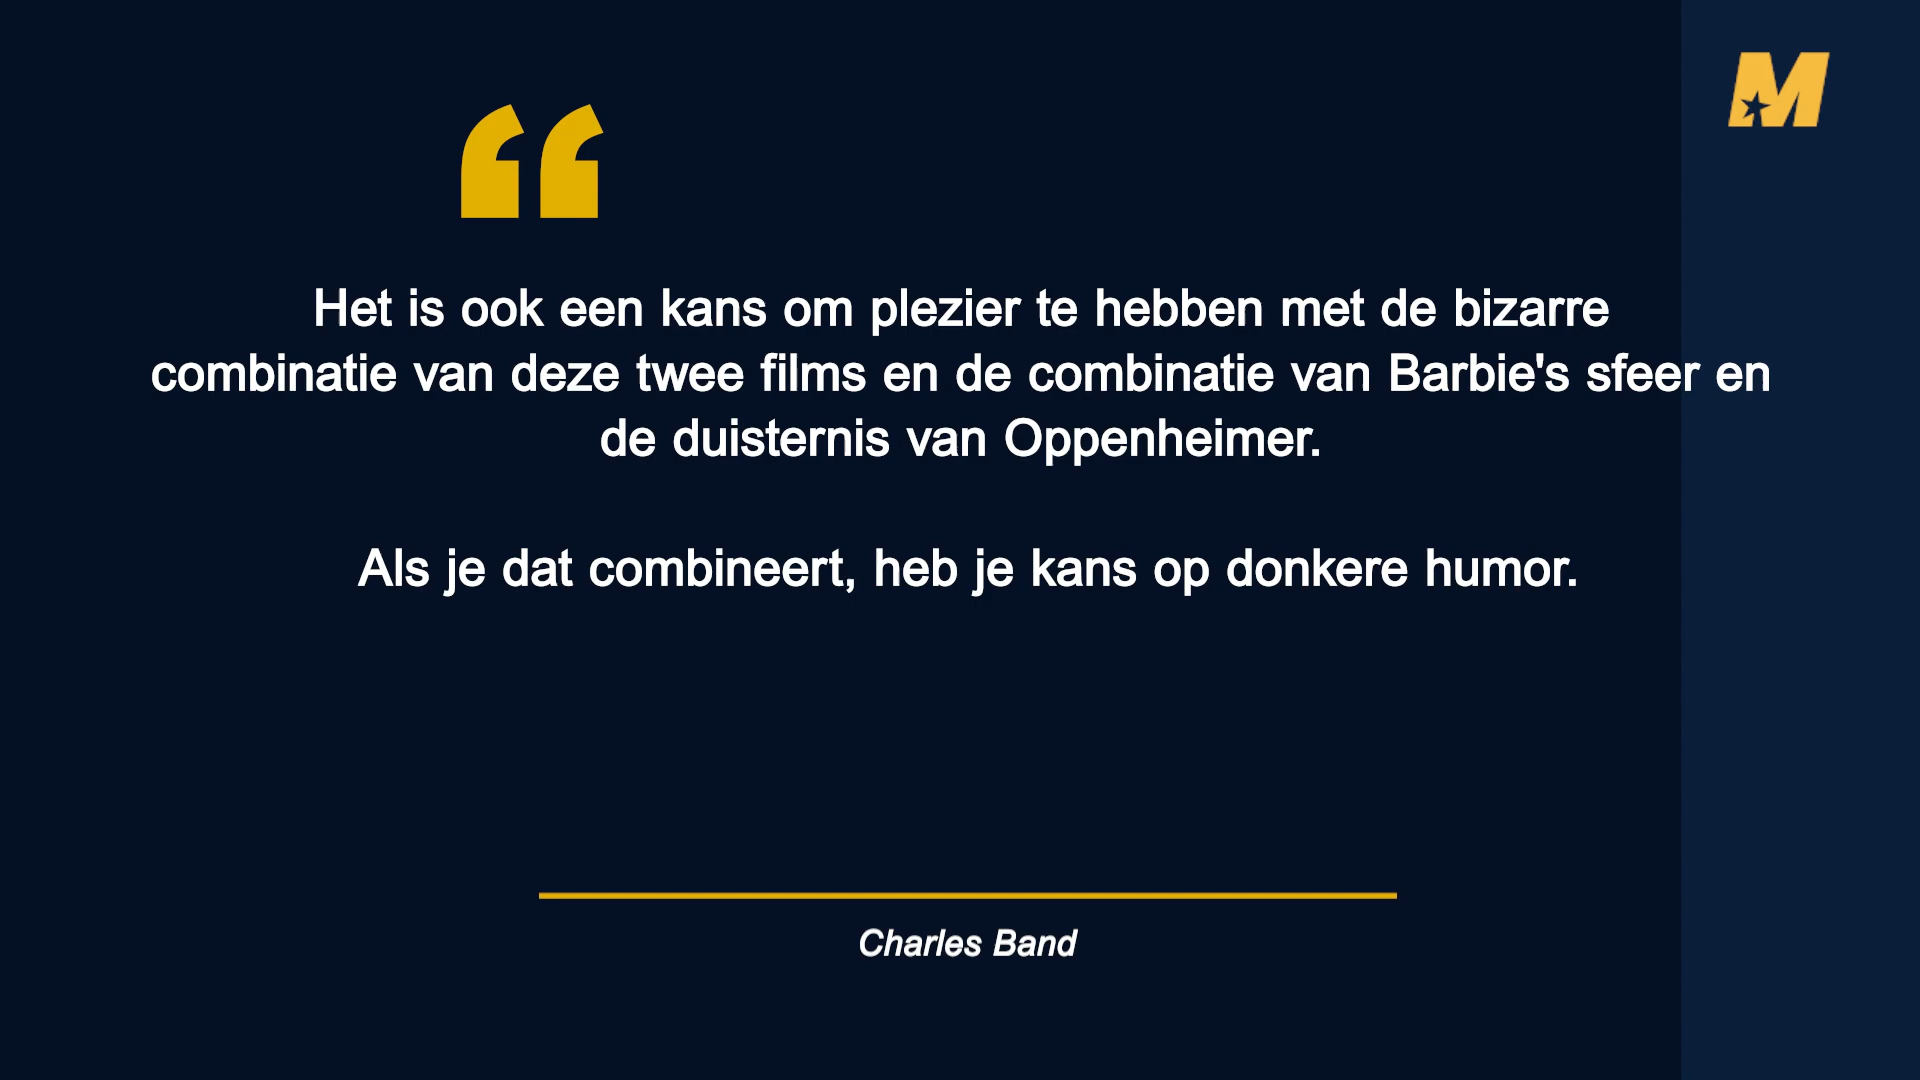 Het is ook een kans om plezier te hebben met de bizarre
combinatie van deze twee films en de combinatie van Barbie's sfeer en
de duisternis van Oppenheimer.
Als je dat combineert, heb je kans op donkere humor.
Charles Band